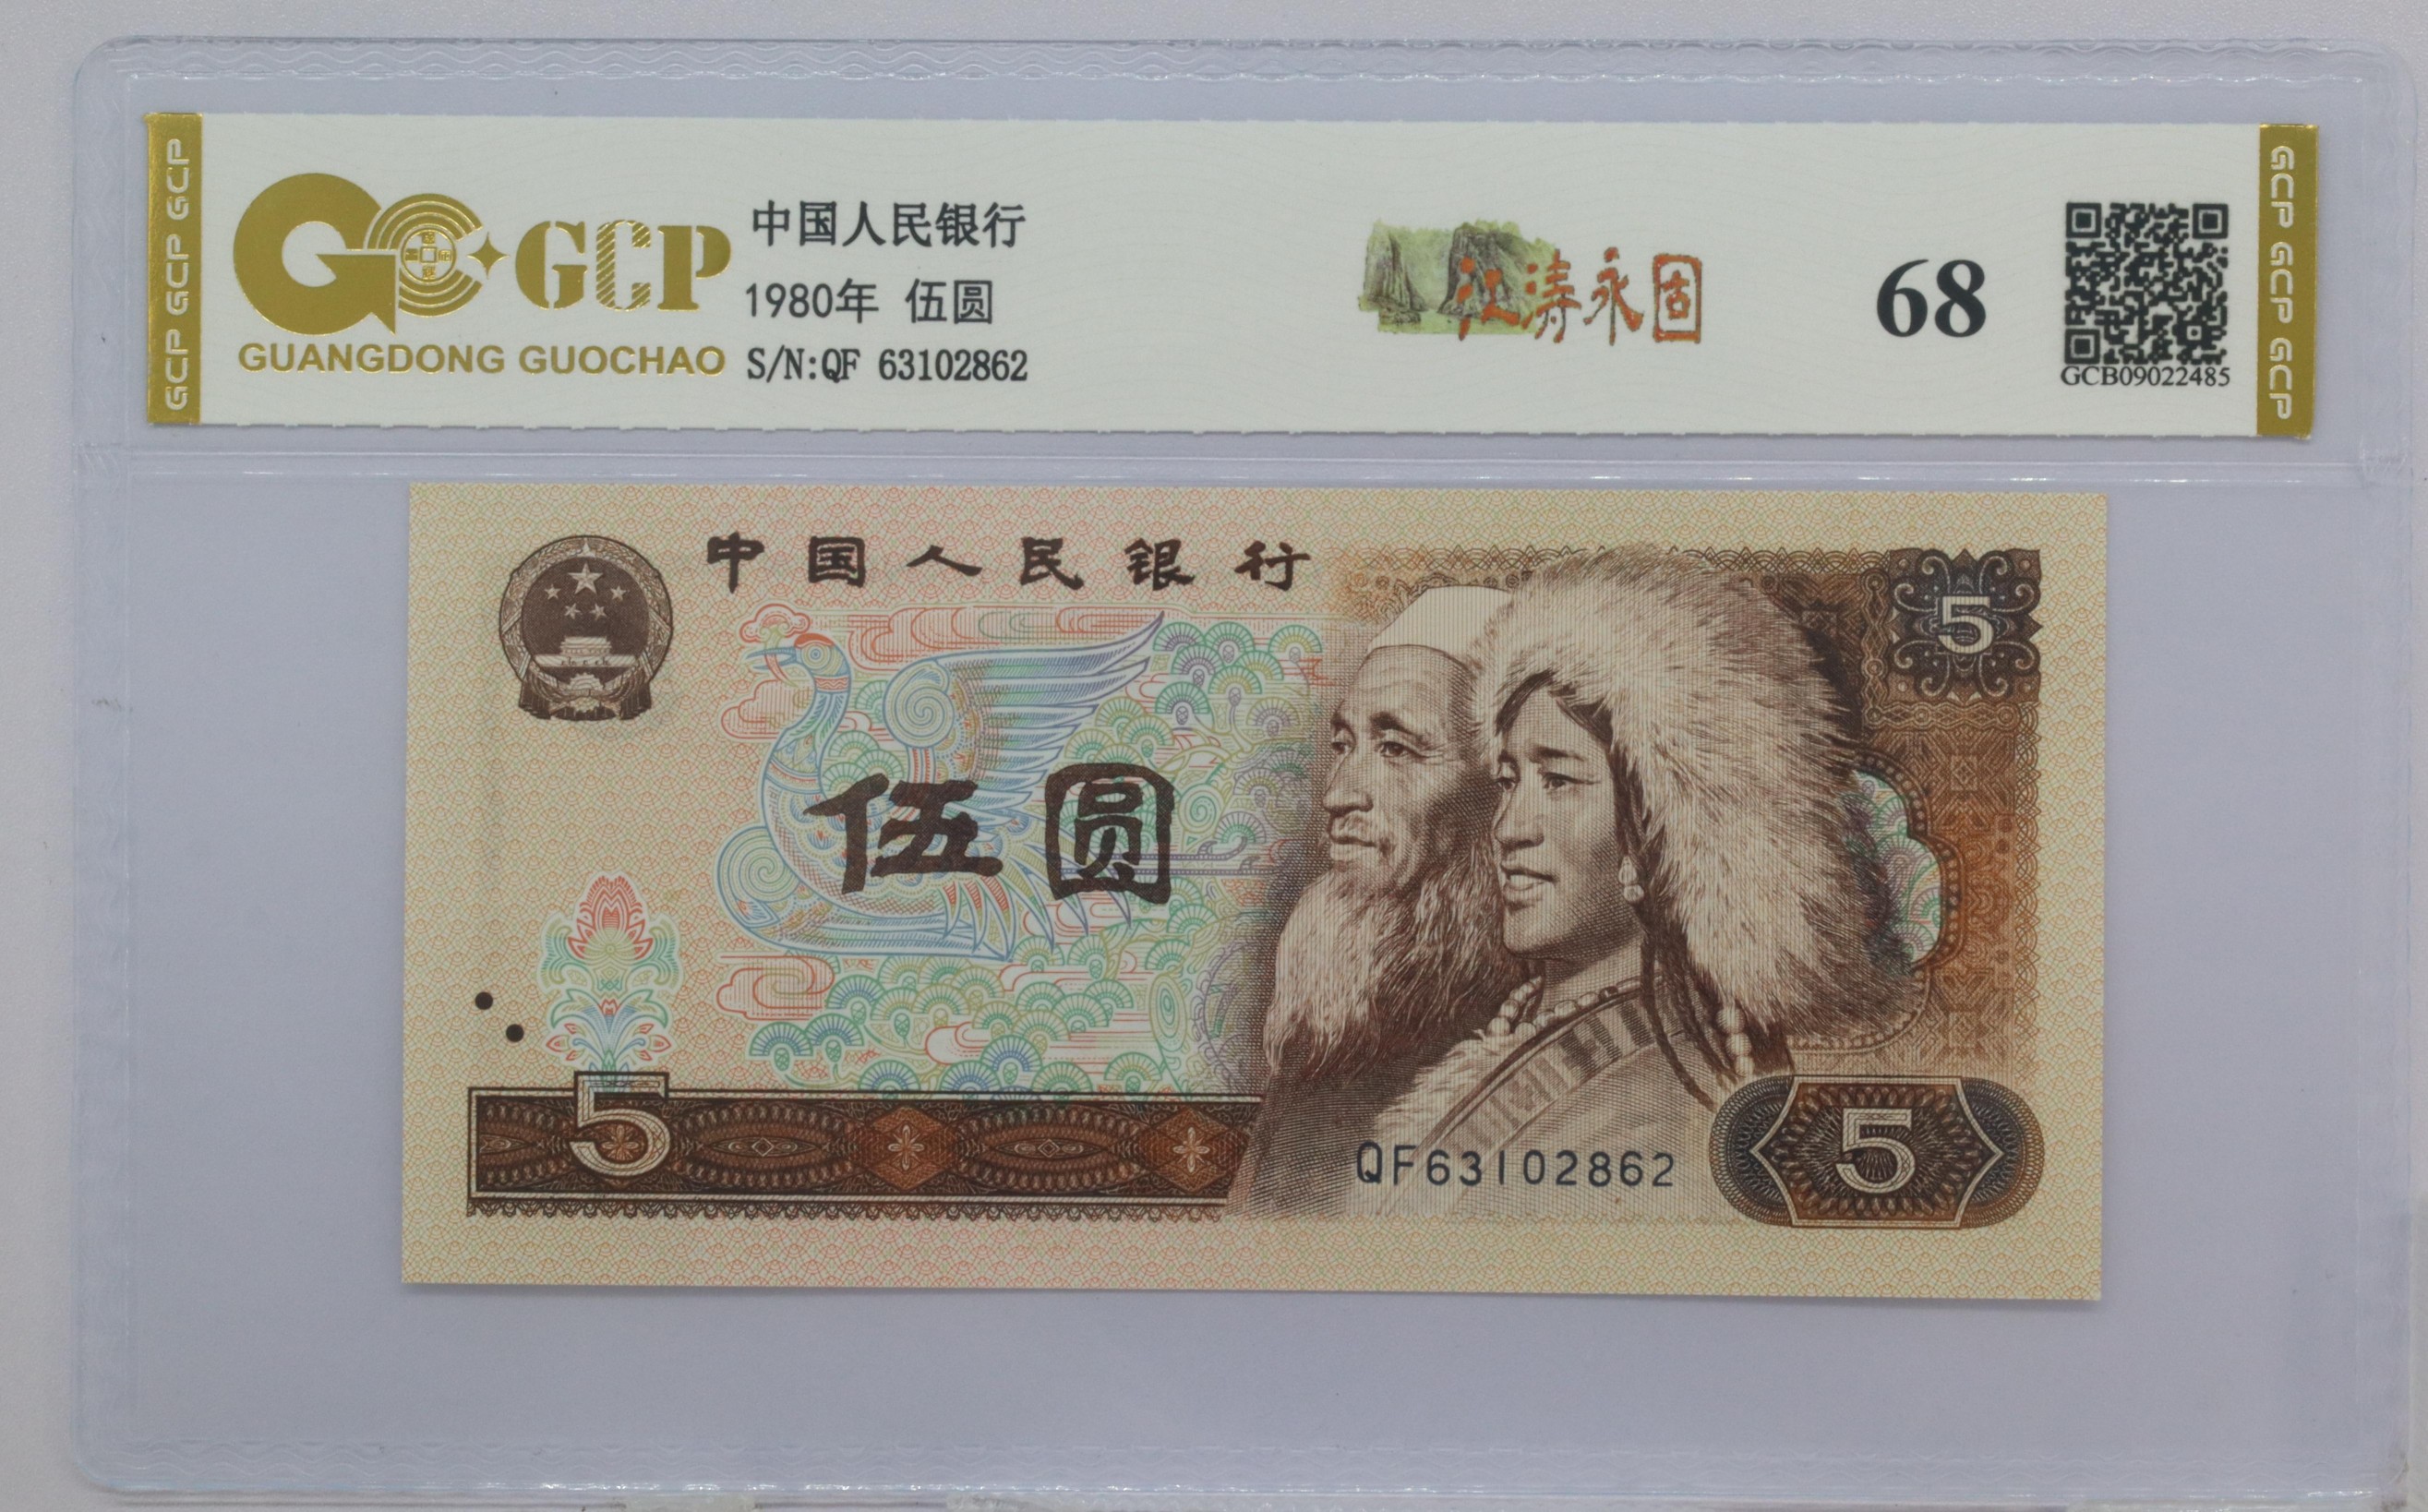 GCP GCP GCP
GCP
GUANGDONG GUOCHAO
中国人民银行
1980年 伍圆
S/N:QF 63102862
江涛永固
68
GCB09022485
GCP GCP GCP
中国人民银行
5
伍圆
5
QF63102862
5